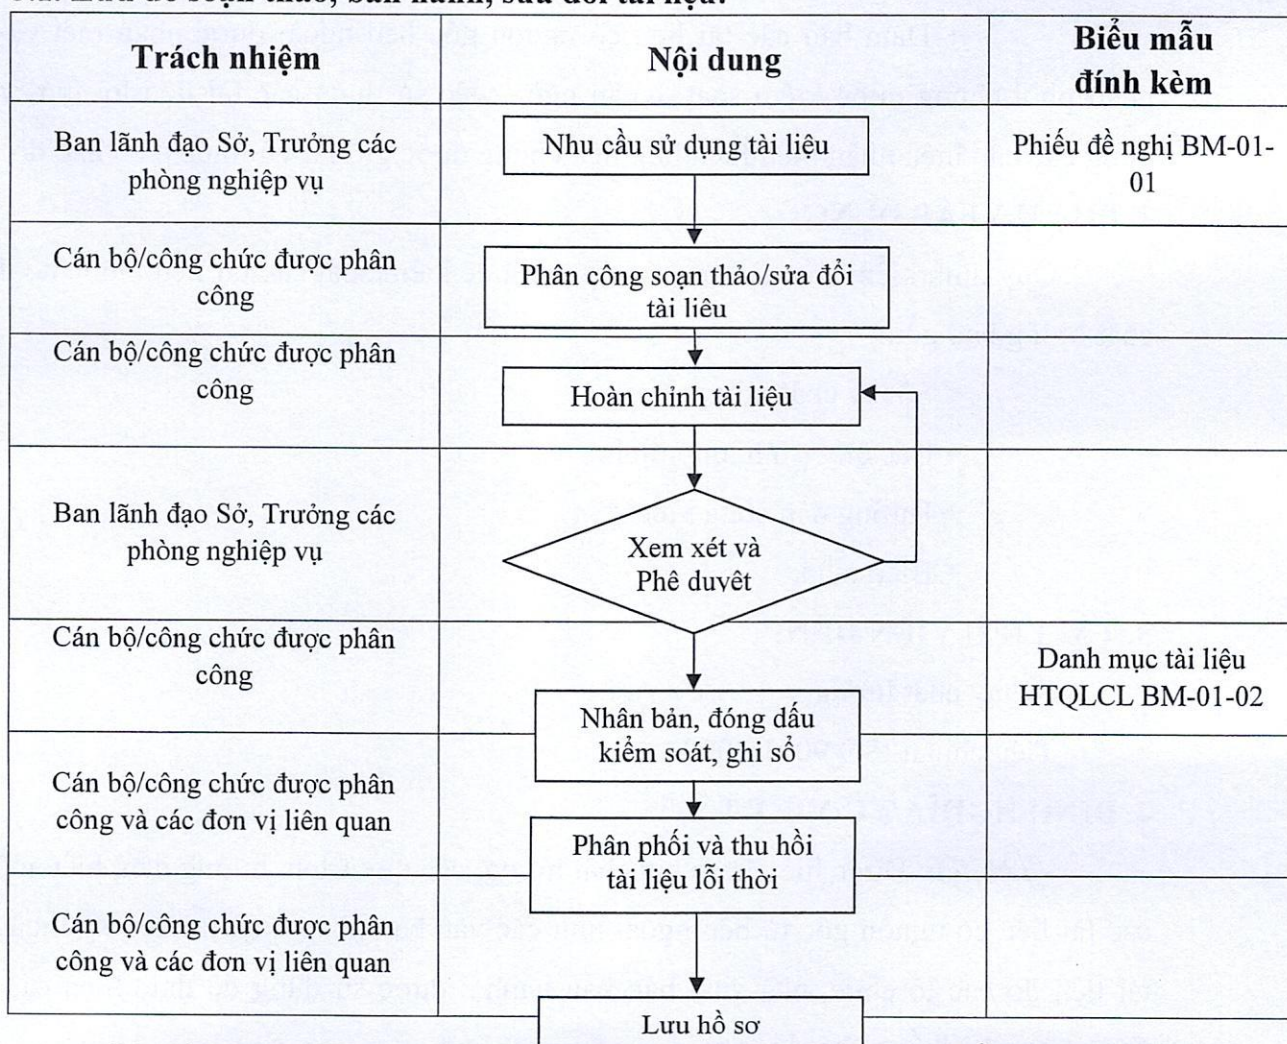 Trách nhiệm
Nội dung
Biểu mẫu
đính kèm
Ban lãnh đạo Sở, Trưởng các
phòng nghiệp vụ
Nhu cầu sử dụng tài liệu
Phiếu đề nghị BM-01-
01
Cán bộ/công chức được phân
công
Phân công soạn thảo/sửa đổi
tài liêu
Cán bộ/công chức được phân
công
Hoàn chỉnh tài liệu
Ban lãnh đạo Sở, Trưởng các
phòng nghiệp vụ
Xem xét và
Phê duvêt
Cán bộ/công chức được phân
công
Nhân bản, đóng dấu
kiểm soát, ghi sổ
Danh mục tài liệu
HTQLCL BM-01-02
Cán bộ/công chức được phân
công và các đơn vị liên quan
Phân phối và thu hồi
tài liệu lỗi thời
Cán bộ/công chức được phân
công và các đơn vị liên quan
Lưu hồ sơ